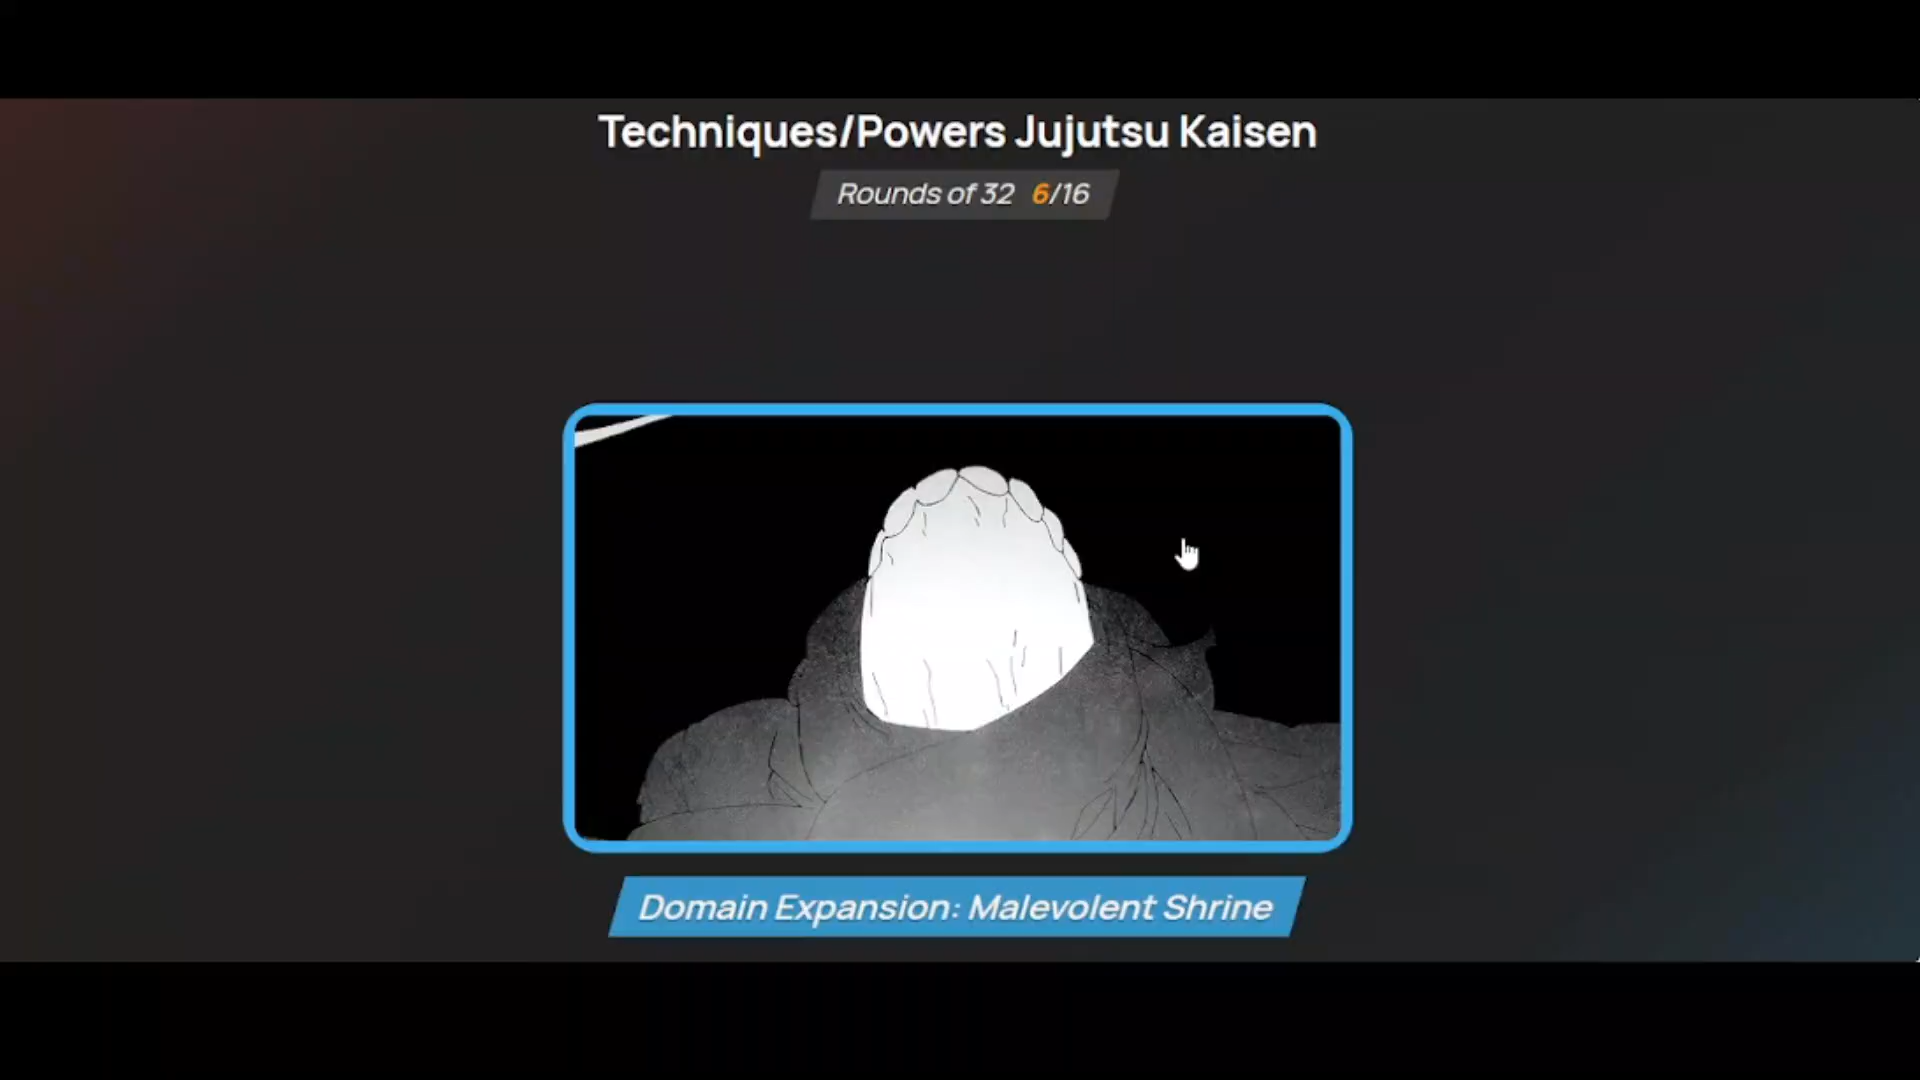 Techniques/Powers Jujutsu Kaisen
Rounds of 32 6/16
Domain Expansion: Malevolent Shrine